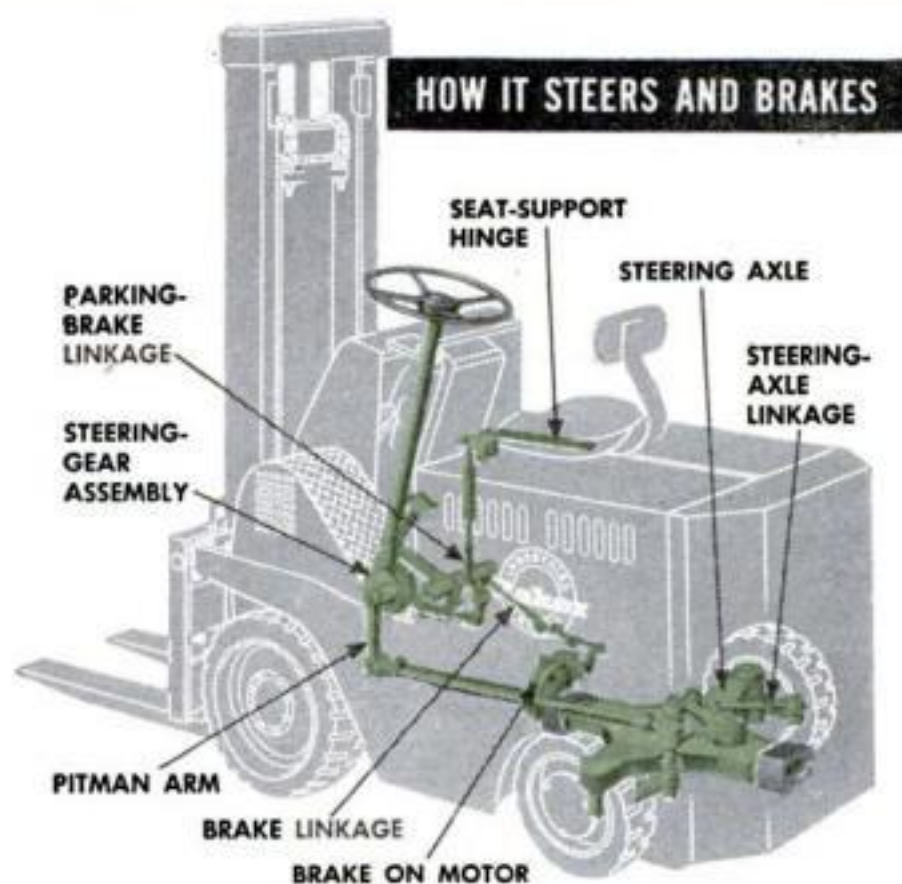 HOW IT STEERS AND BRAKES
SEAT-SUPPORT
HINGE
STEERING AXLE
PARKING-
BRAKE
LINKAGE
STEERING-
AXLE
LINKAGE
STEERING-
GEAR
ASSEMBLY
PITMAN ARM
BRAKE LINKAGE
BRAKE ON MOTOR